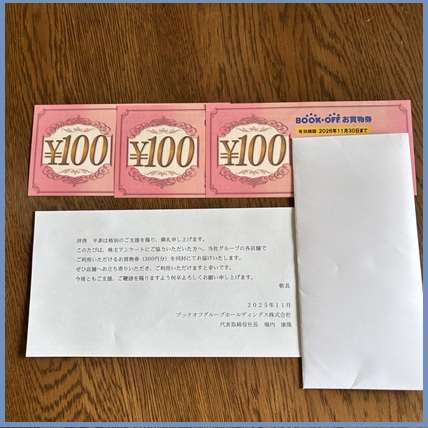 ¥100
¥100
¥100
BOOK・OFF お買物券
有効期限 2026年11月30日まで
拝啓　平素は格別のご支援を賜り、御礼申し上げます。
このたびは、株主アンケートにご協力いただいた方へ、当社グループの各店舗で
ご利用いただけるお買物券（300円分）を同封にてお届けいたします。
ぜひ店舗へお立ち寄りいただき、ご利用いただけますと幸いです。
今後ともご支援、ご鞭撻を賜りますよう何卒よろしくお願い申し上げます。
敬具
2025年11月
ブックオフグループホールディングス株式会社
代表取締役社長　堀内　康隆